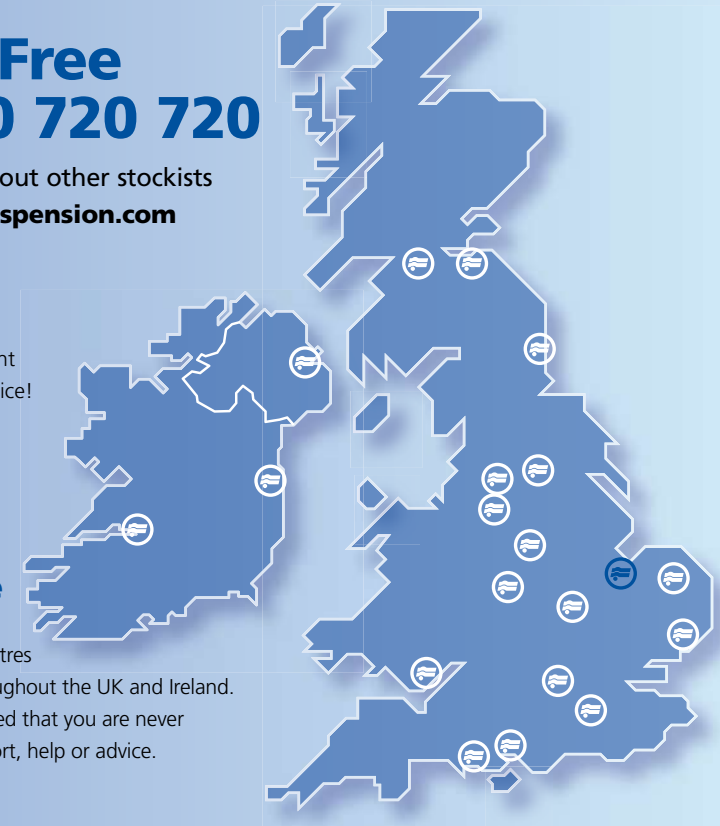 Free
0 720 720
out other stockists
spension.com
nt
ice!
e
tres
ughout the UK and Ireland.
ed that you are never
rt, help or advice.